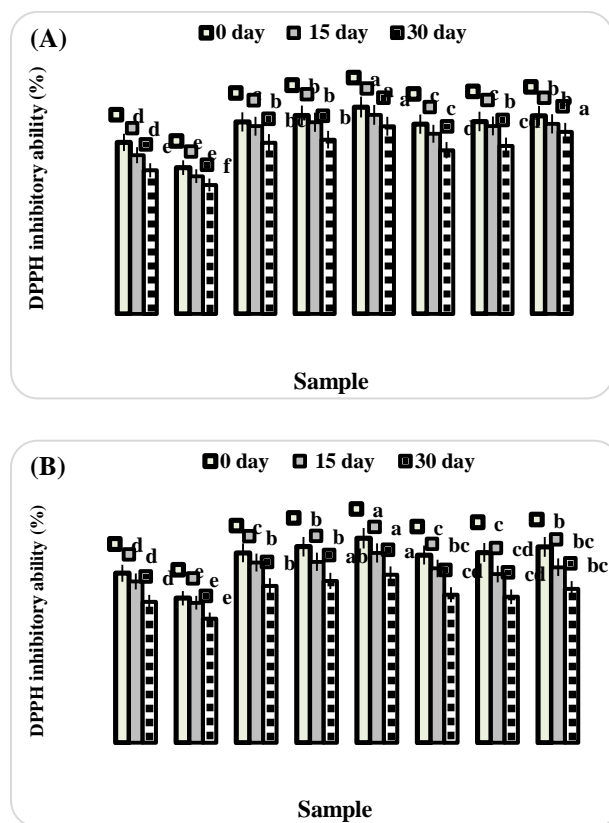 (A)
0 day 15 day 30 day
DPPH inhibitory ability (%)
d d e
e e f
b bc
b b b
a a a
c c d
c b cd
b b a
Sample
(B)
0 day 15 day 30 day
DPPH inhibitory ability (%)
d d d
e e e
c b b
b b ab
a a a
c bc cd
c cd cd
b bc bc
Sample